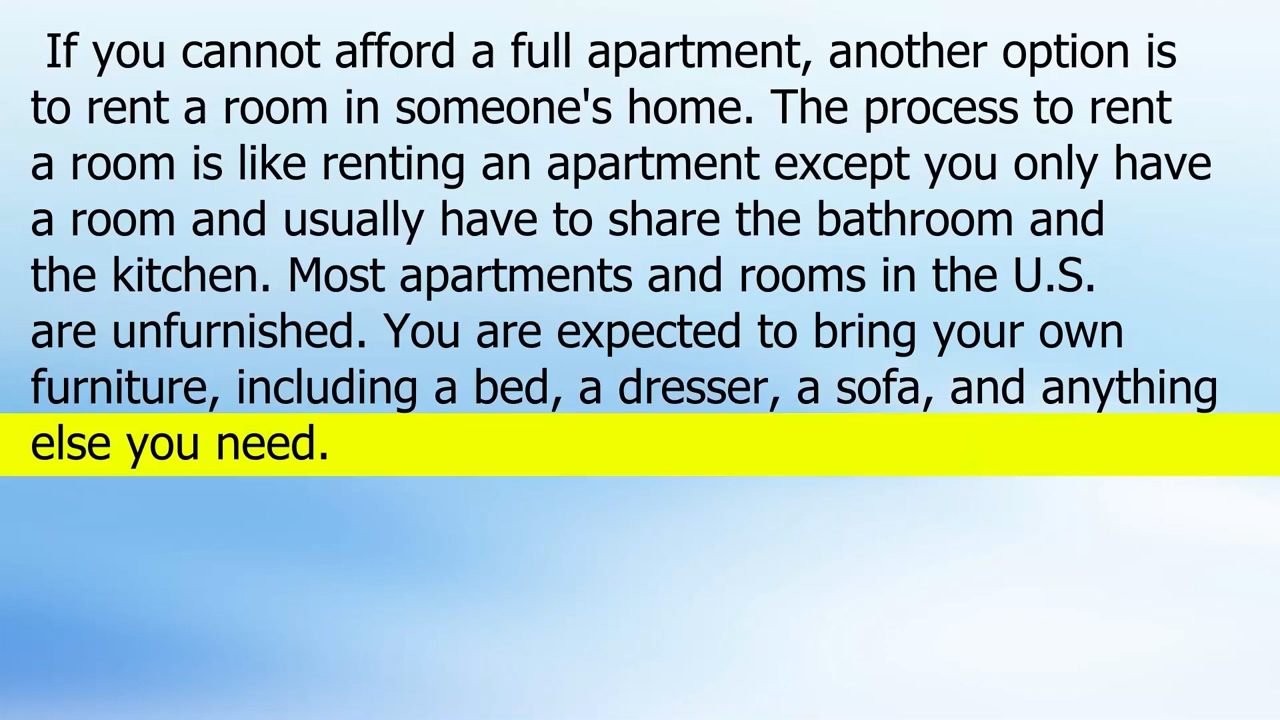 If you cannot afford a full apartment, another option is
to rent a room in someone's home. The process to rent
a room is like renting an apartment except you only have
a room and usually have to share the bathroom and
the kitchen. Most apartments and rooms in the U.S.
are unfurnished. You are expected to bring your own
furniture, including a bed, a dresser, a sofa, and anything
else you need.